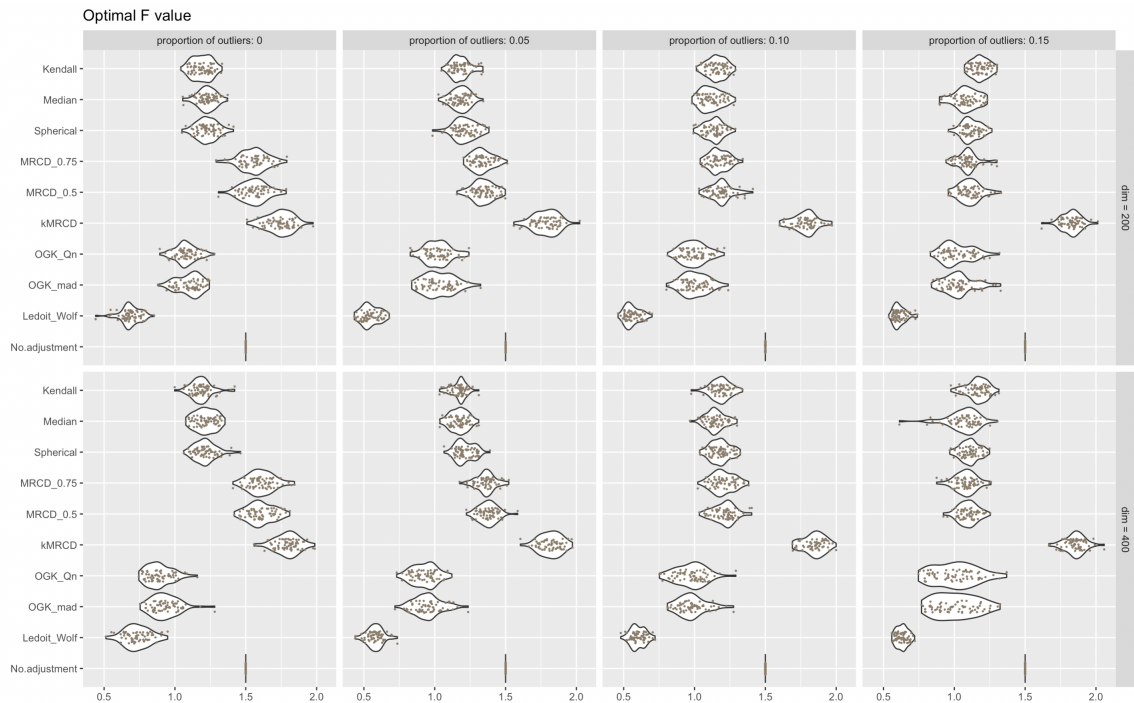 Optimal F value
proportion of outliers: 0
proportion of outliers: 0.05
proportion of outliers: 0.10
proportion of outliers: 0.15
Kendall
Median
Spherical
MRCD_0.75
MRCD_0.5
kMRCD
OGK_Qn
OGK_mad
Ledoit_Wolf
No.adjustment
dim = 200
Kendall
Median
Spherical
MRCD_0.75
MRCD_0.5
kMRCD
OGK_Qn
OGK_mad
Ledoit_Wolf
No.adjustment
dim = 400
0.5 1.0 1.5 2.0
0.5 1.0 1.5 2.0
0.5 1.0 1.5 2.0
0.5 1.0 1.5 2.0